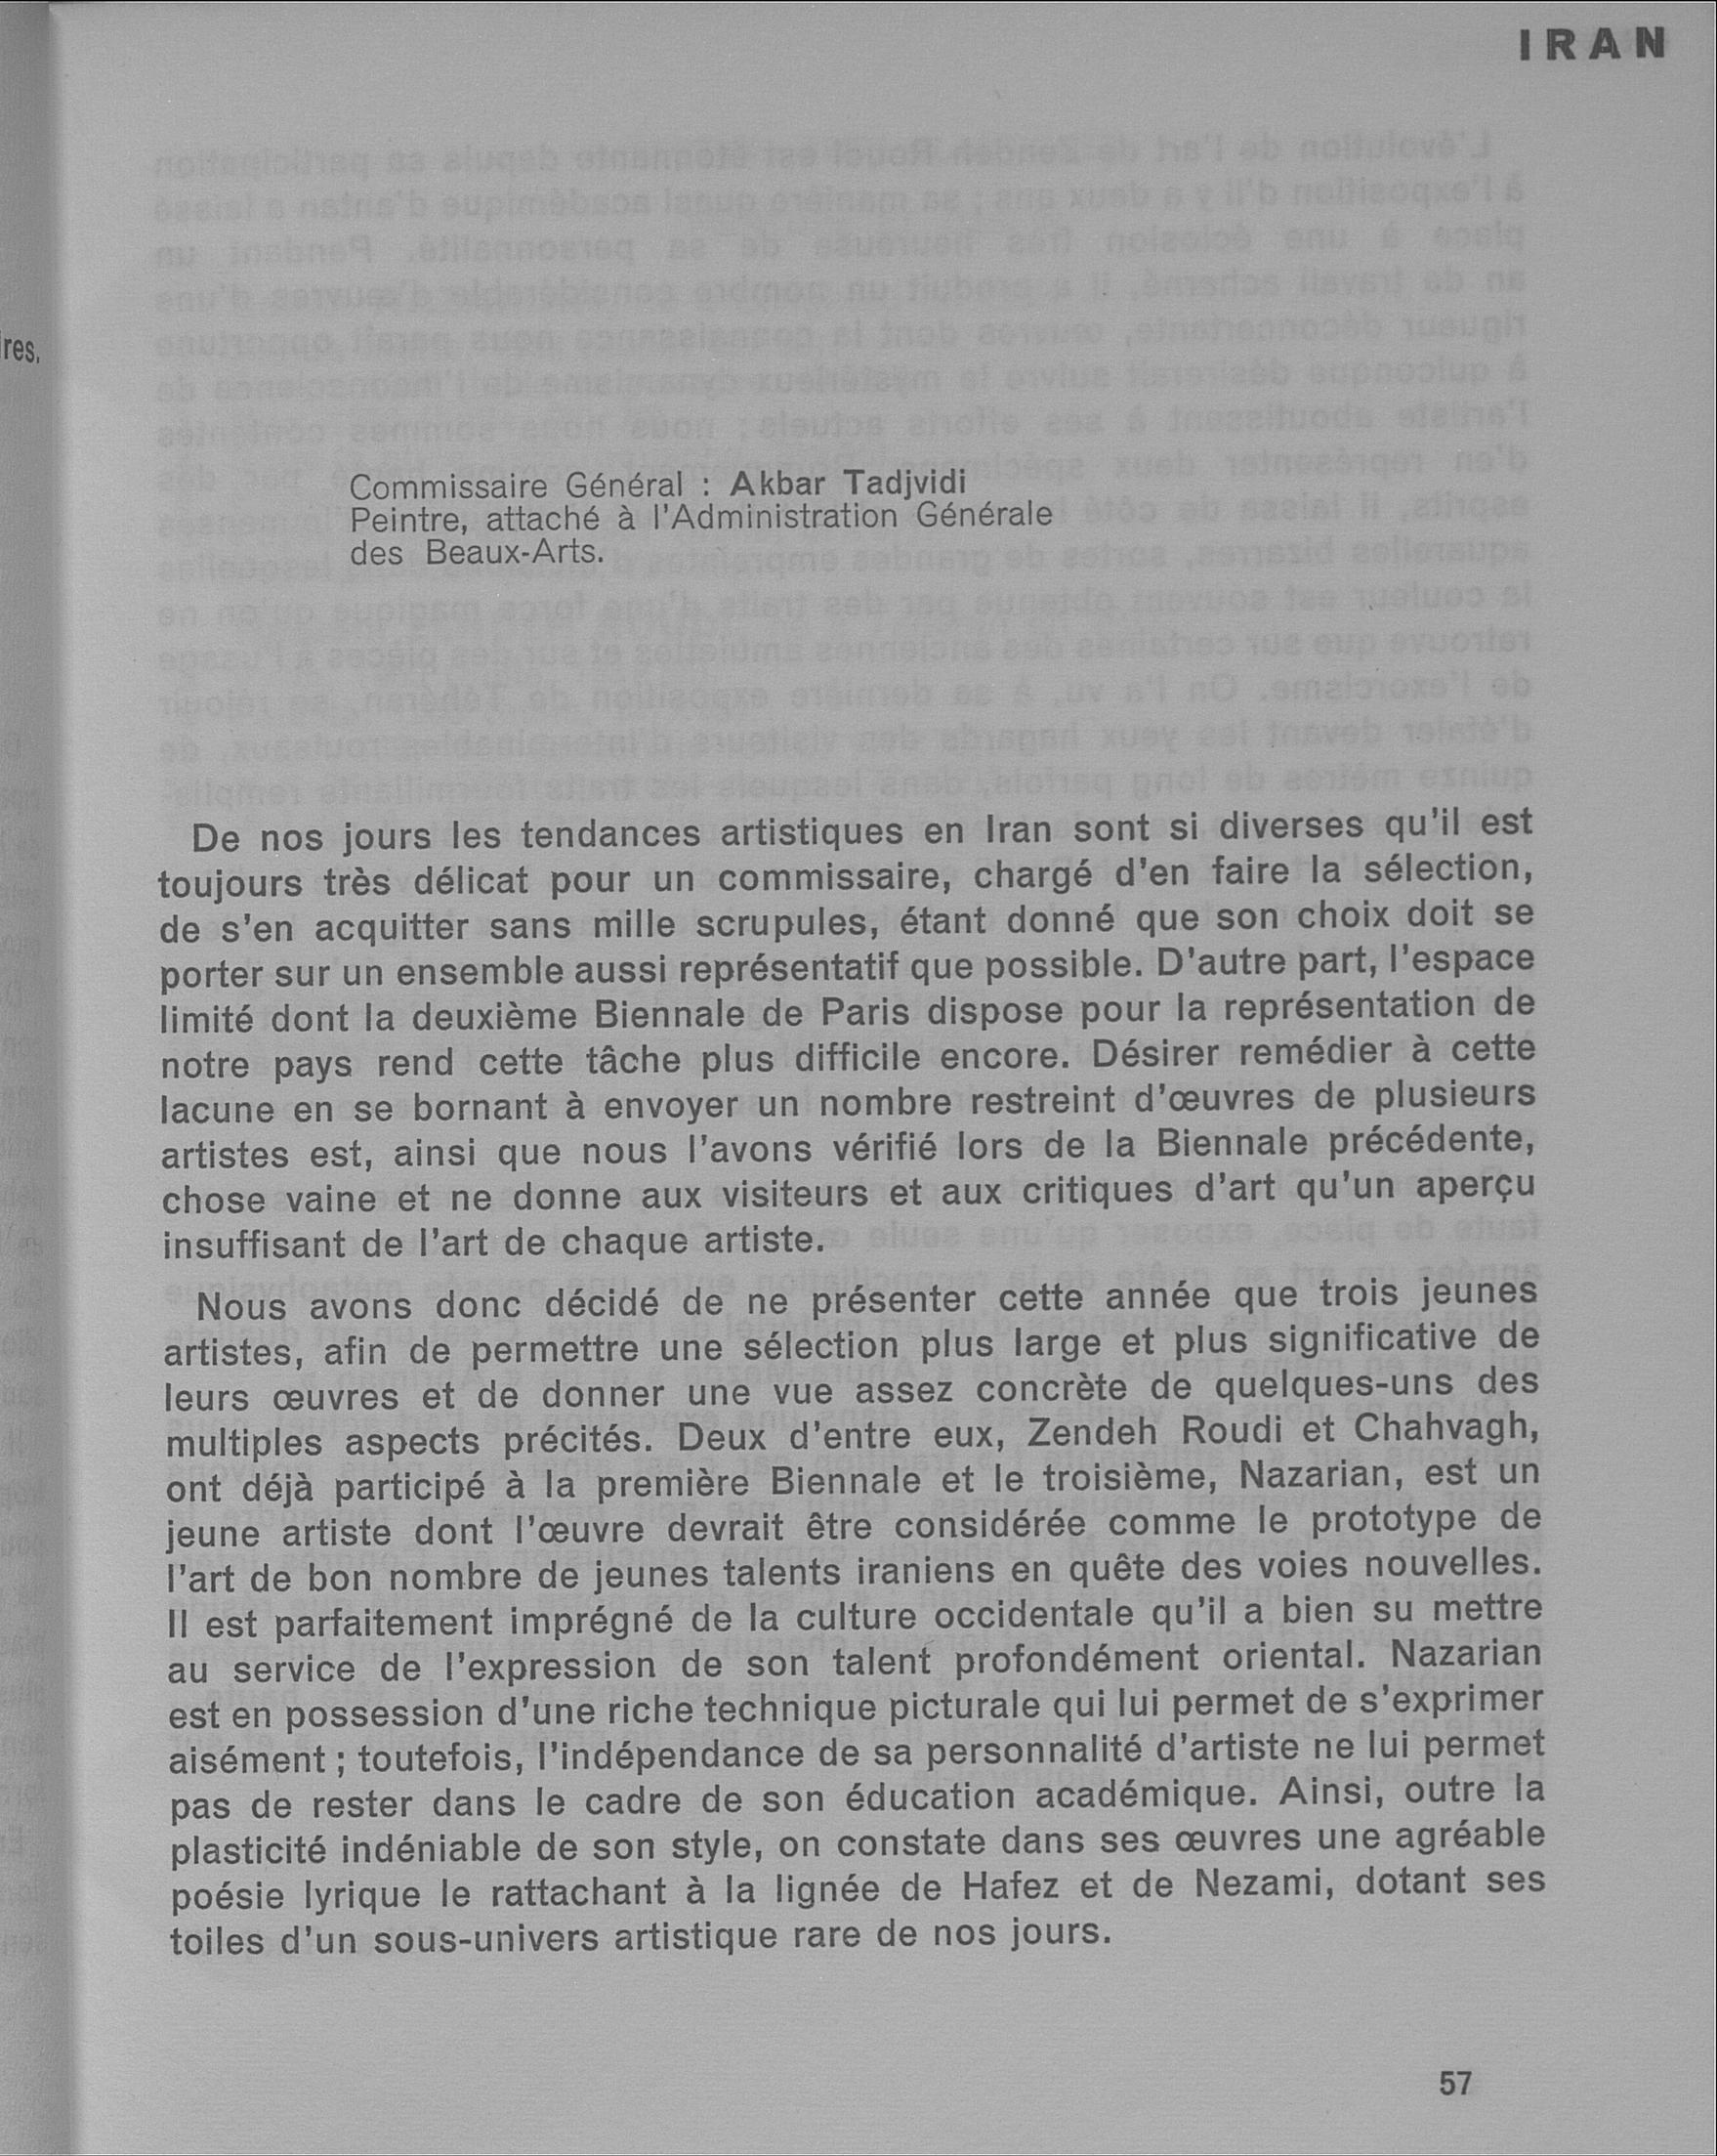 IRAN
ires.
Commissaire Général : Akbar Tadjvidi
Peintre, attaché à l'Administration Générale
des Beaux-Arts.
De nos jours les tendances artistiques en Iran sont si diverses qu'il est
toujours très délicat pour un commissaire, chargé d'en faire la sélection,
de s'en acquitter sans mille scrupules, étant donné que son choix doit se
porter sur un ensemble aussi représentatif que possible. D'autre part, l'espace
limité dont la deuxième Biennale de Paris dispose pour la représentation de
notre pays rend cette tâche plus difficile encore. Désirer remédier à cette
lacune en se bornant à envoyer un nombre restreint d'œuvres de plusieurs
artistes est, ainsi que nous l'avons vérifié lors de la Biennale précédente,
chose vaine et ne donne aux visiteurs et aux critiques d'art qu'un aperçu
insuffisant de l'art de chaque artiste.
Nous avons donc décidé de ne présenter cette année que trois jeunes
artistes, afin de permettre une sélection plus large et plus significative de
leurs œuvres et de donner une vue assez concrète de quelques-uns des
multiples aspects précités. Deux d'entre eux, Zendeh Roudi et Chahvagh,
ont déjà participé à la première Biennale et le troisième, Nazarian, est un
jeune artiste dont l'œuvre devrait être considérée comme le prototype de
l'art de bon nombre de jeunes talents iraniens en quête des voies nouvelles.
Il est parfaitement imprégné de la culture occidentale qu'il a bien su mettre
au service de l'expression de son talent profondément oriental. Nazarian
est en possession d'une riche technique picturale qui lui permet de s'exprimer
aisément ; toutefois, l'indépendance de sa personnalité d'artiste ne lui permet
pas de rester dans le cadre de son éducation académique. Ainsi, outre la
plasticité indéniable de son style, on constate dans ses œuvres une agréable
poésie lyrique le rattachant à la lignée de Hafez et de Nezami, dotant ses
toiles d'un sous-univers artistique rare de nos jours.
57